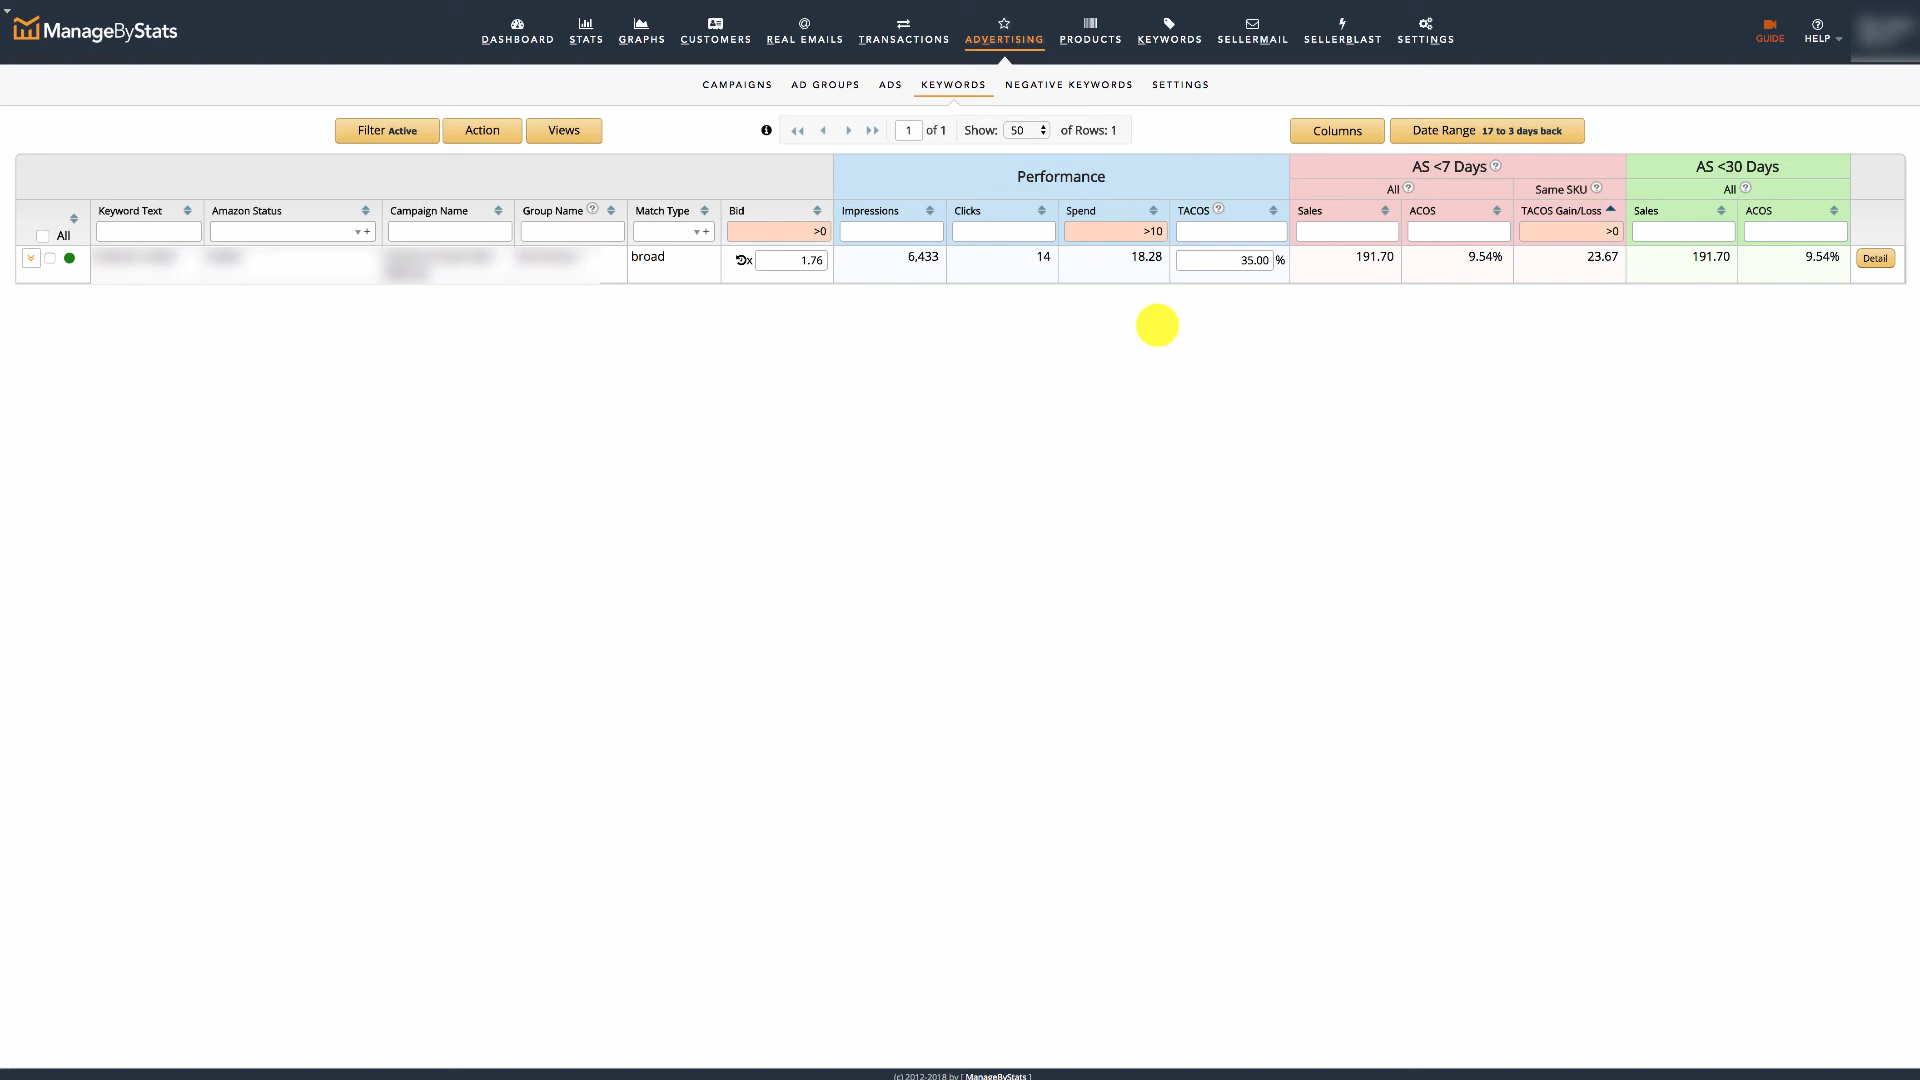 ManageByStats
DASHBOARD STATS GRAPHS CUSTOMERS REAL EMAILS TRANSACTIONS ADVERTISING PRODUCTS KEYWORDS SELLERMAIL SELLERBLAST SETTINGS GUIDE HELP
CAMPAIGNS AD GROUPS ADS KEYWORDS NEGATIVE KEYWORDS SETTINGS
Filter Active Action Views 1 of 1 Show: 50 of Rows: 1 Columns Date Range 17 to 3 days back
Performance AS <7 Days AS <30 Days
All Same SKU All
Keyword Text Amazon Status Campaign Name Group Name Match Type Bid Impressions Clicks Spend TACOS Sales ACOS TACOS Gain/Loss Sales ACOS
All + + >0 >10 >0
broad x 1.76 6,433 14 18.28 35.00 % 191.70 9.54% 23.67 191.70 9.54% Detail
(c) 2012-2018 by [ ManageByStats ]